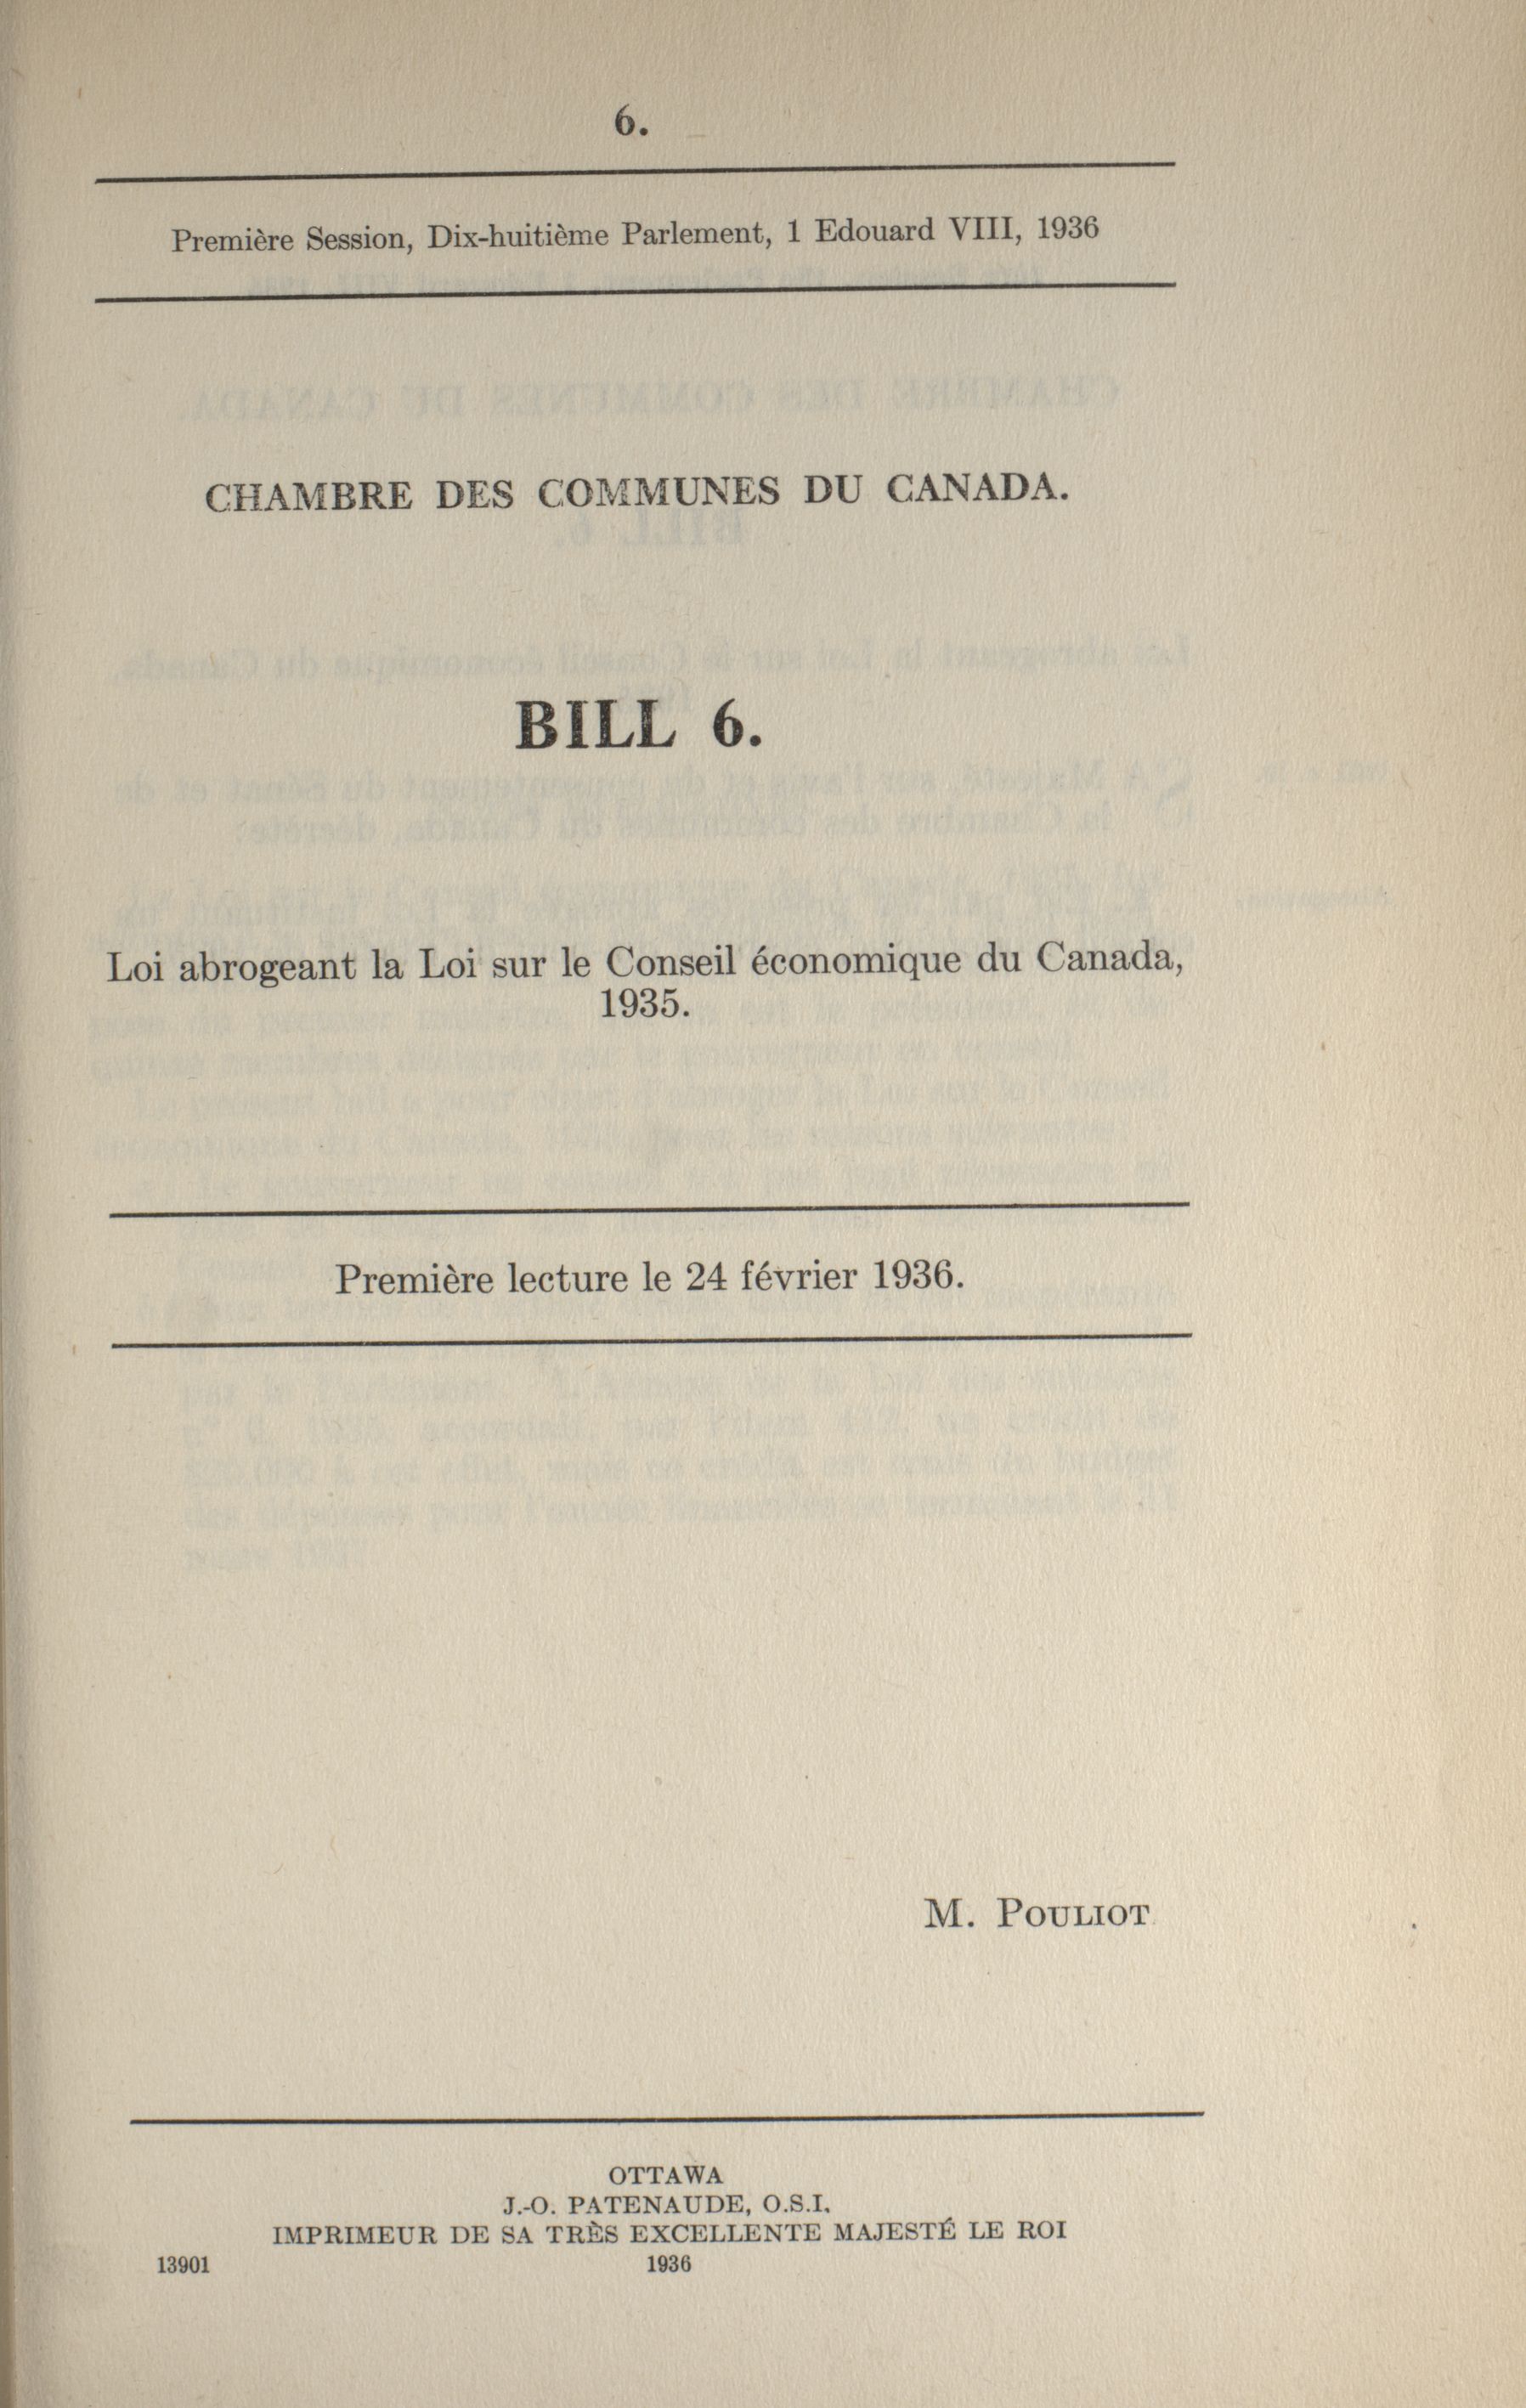 6.
Première Session, Dix-huitième Parlement, 1 Edouard VIII, 1936
CHAMBRE DES COMMUNES DU CANADA.
BILL 6.
Loi abrogeant la Loi sur le Conseil économique du Canada,
1935.
Première lecture le 24 février 1936.
M. POULIOT
OTTAWA
J.-O. PATENAUDE, O.S.I.
IMPRIMEUR DE SA TRÈS EXCELLENTE MAJESTÉ LE ROI
13901 1936